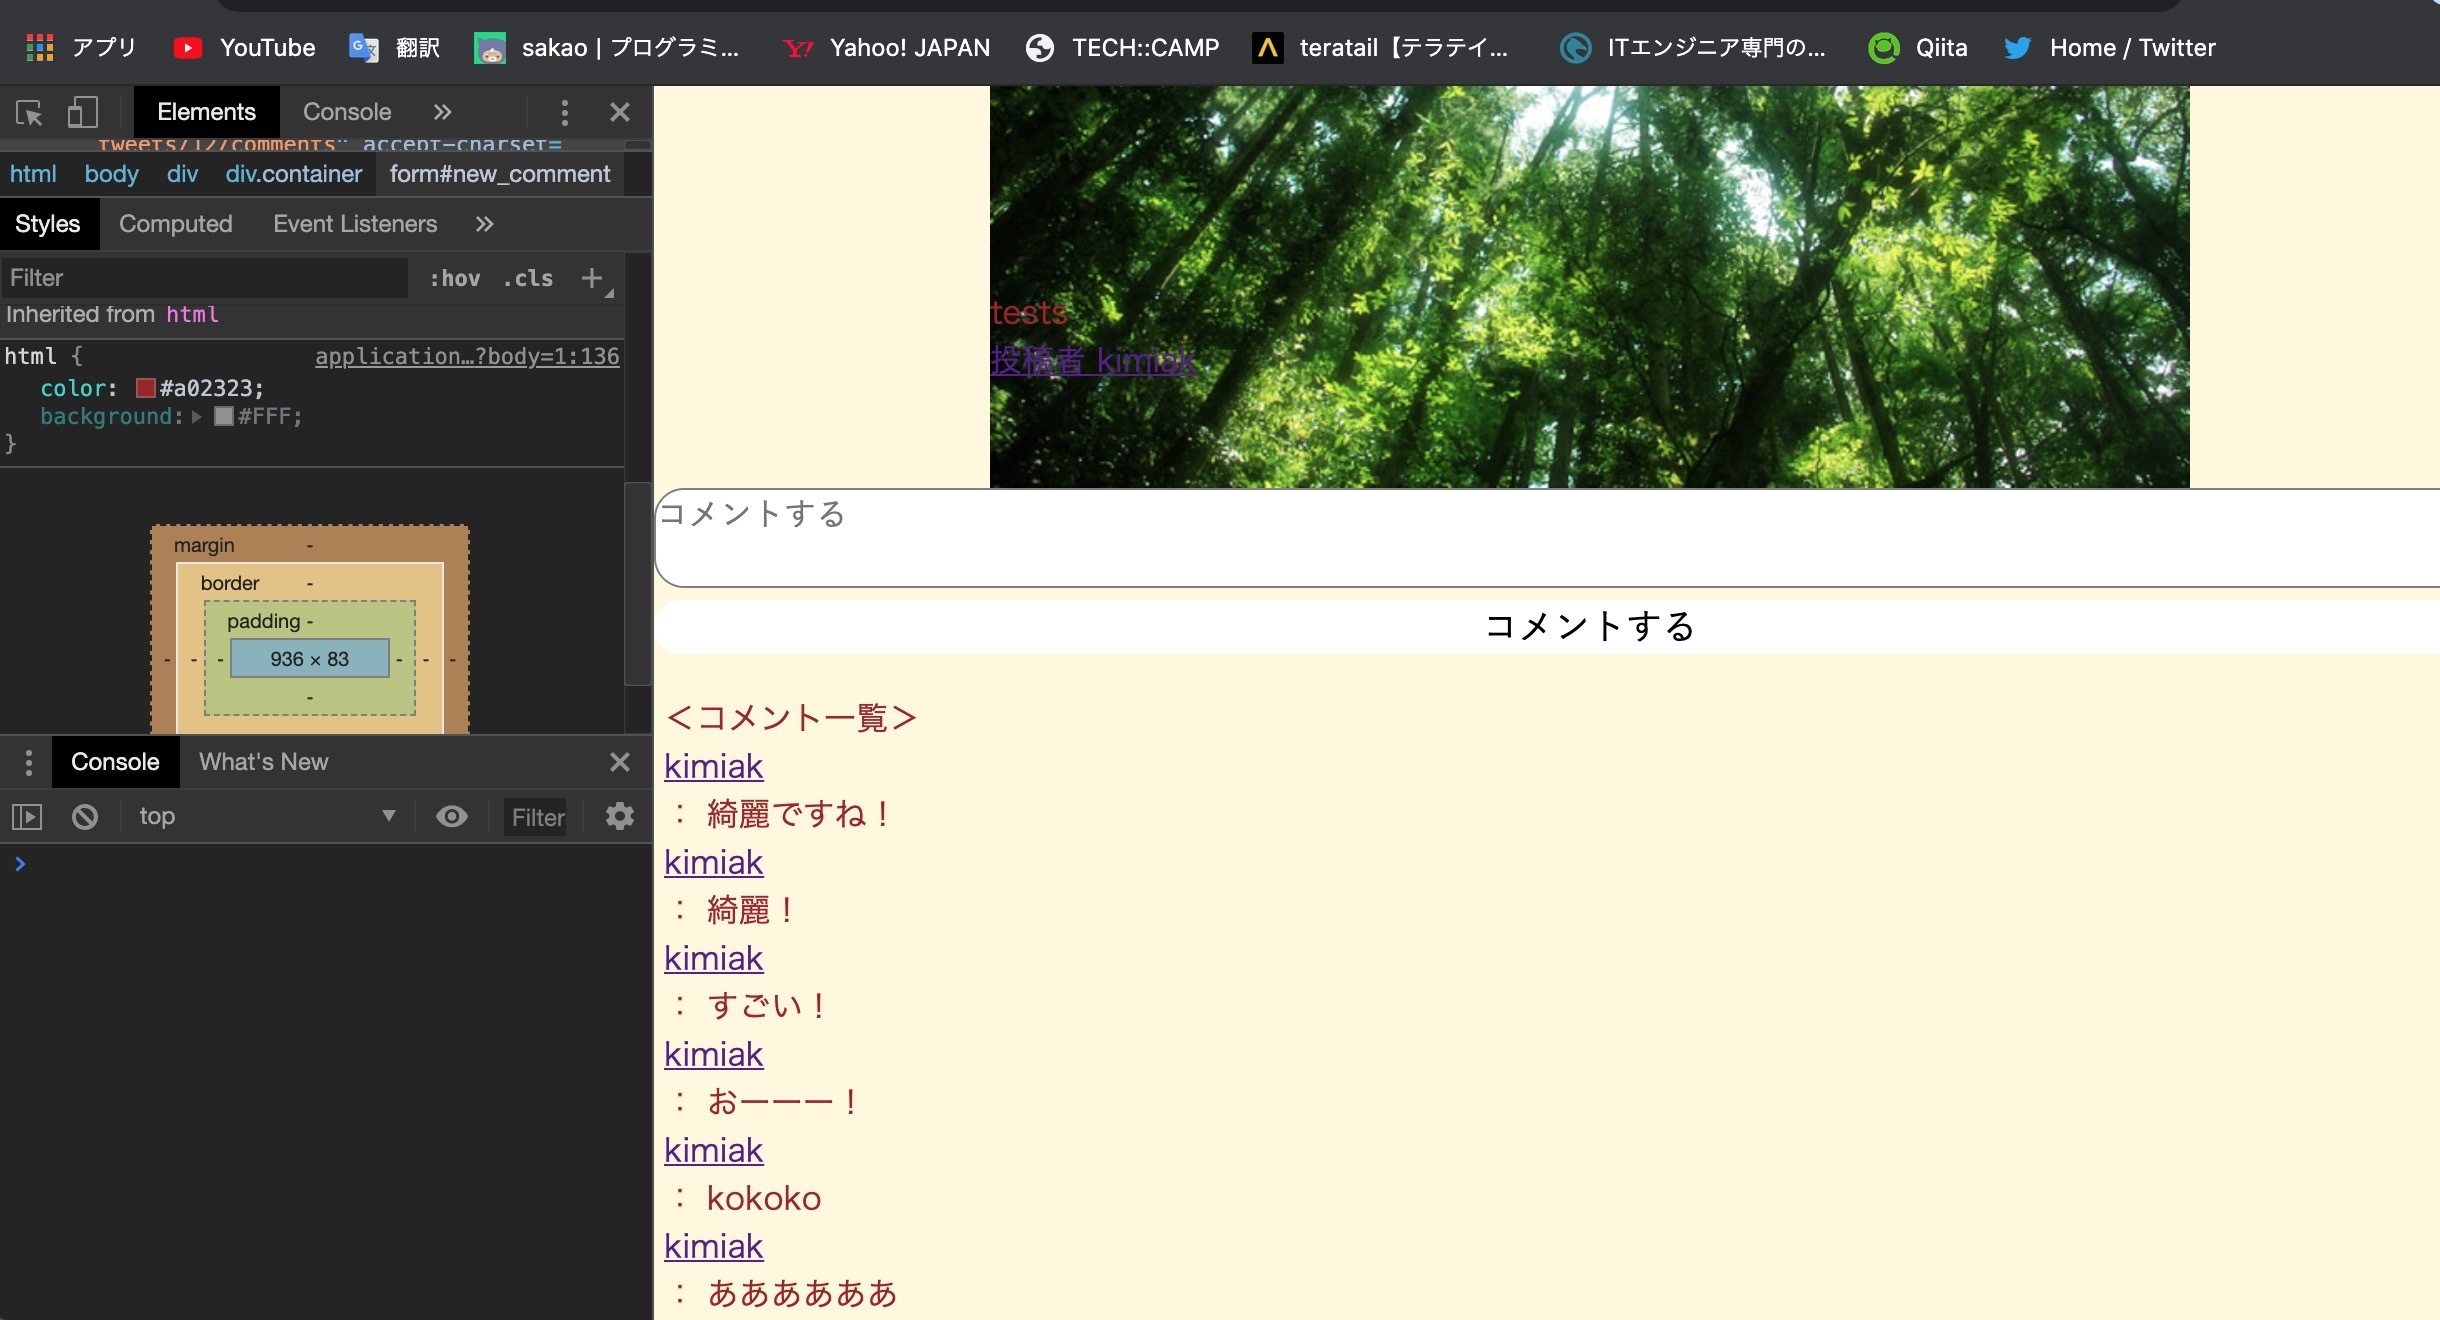 アプリ YouTube 翻訳 sakao | プログラミ... Yahoo! JAPAN TECH::CAMP teratail【テラテイ... ITエンジニア専門の... Qiita Home / Twitter
Elements Console »
tweets/12/comments" accept-charset=
html body div div.container form#new_comment
Styles Computed Event Listeners »
Filter :hov .cls +
Inherited from html
html { application…?body=1:136
color: #a02323;
background: #FFF;
}
margin -
border -
padding -
- - - 936 × 83 - - -
-
Console What's New
top Filter
>
tests
投稿者 kimiak
コメントする
コメントする
＜コメント一覧＞
kimiak
： 綺麗ですね！
kimiak
： 綺麗！
kimiak
： すごい！
kimiak
： おーーー！
kimiak
： kokoko
kimiak
： ああああああ